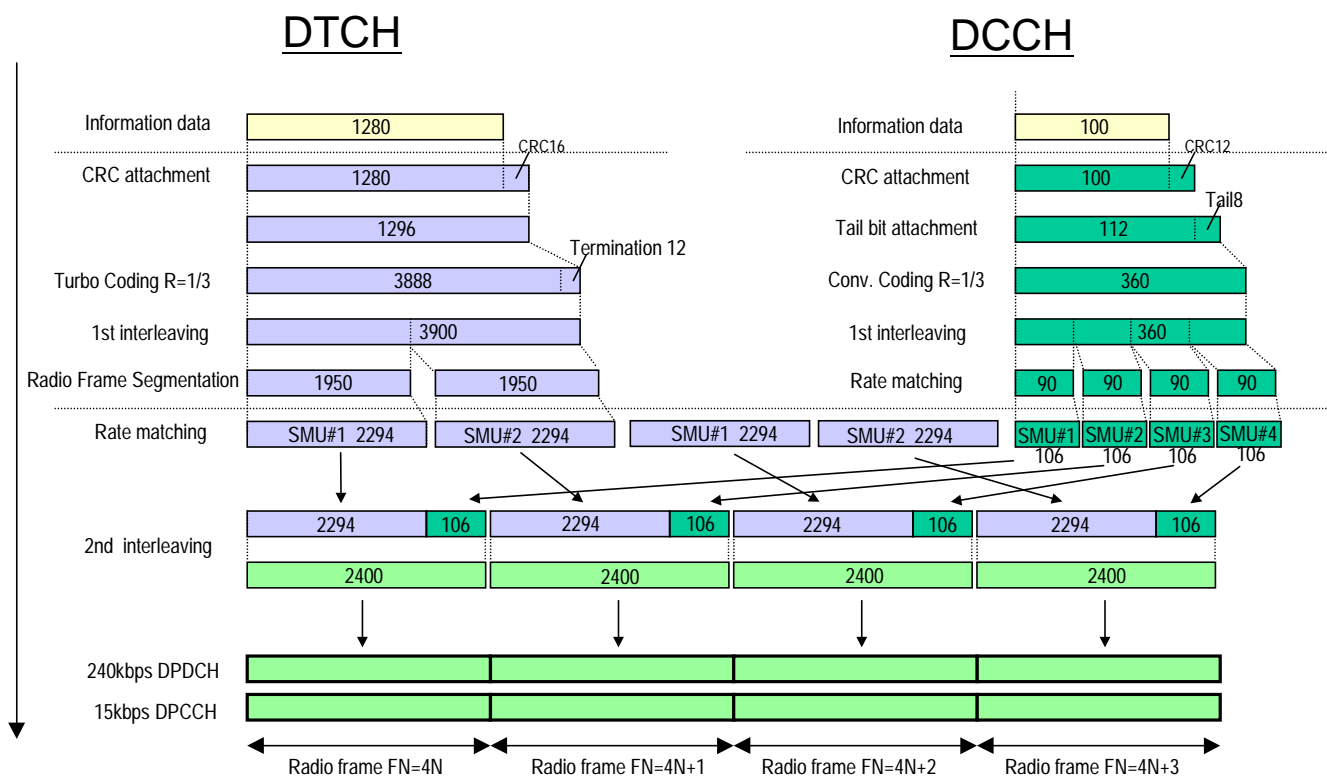 DTCH DCCH
Information data 1280 Information data 100
CRC16 CRC12
CRC attachment 1280 CRC attachment 100
Tail8
1296 Tail bit attachment 112
Termination 12
Turbo Coding R=1/3 3888 Conv. Coding R=1/3 360
1st interleaving 3900 1st interleaving 360
Radio Frame Segmentation 1950 1950 Rate matching 90 90 90 90
Rate matching SMU#1 2294 SMU#2 2294 SMU#1 2294 SMU#2 2294 SMU#1 SMU#2 SMU#3 SMU#4
106 106 106 106
2294 106 2294 106 2294 106 2294 106
2nd interleaving
2400 2400 2400 2400
240kbps DPDCH
15kbps DPCCH
Radio frame FN=4N Radio frame FN=4N+1 Radio frame FN=4N+2 Radio frame FN=4N+3